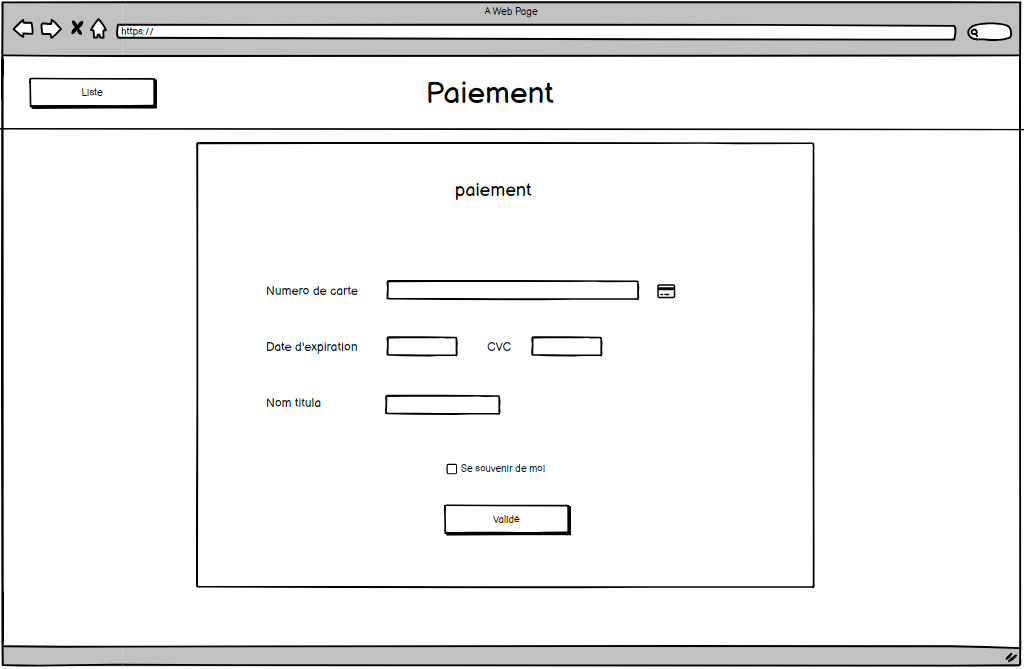 A Web Page
https://
Liste
Paiement
paiement
Numero de carte
Date d'expiration
CVC
Nom titula
Se souvenir de moi
Validé